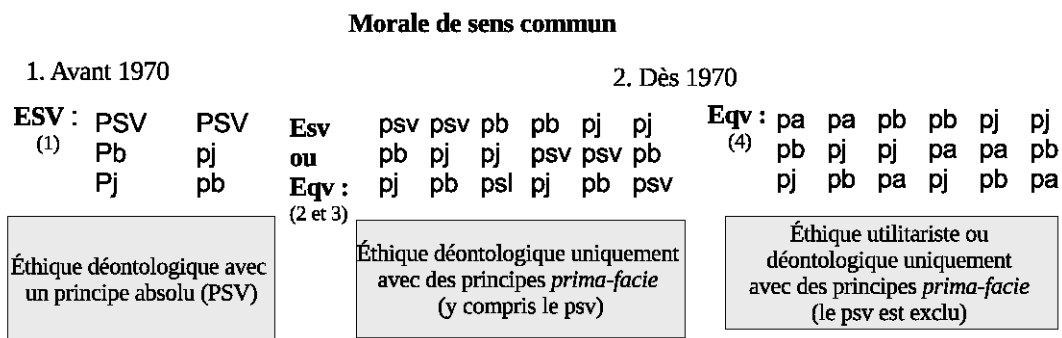 Morale de sens commun
1. Avant 1970
2. Dès 1970
ESV : PSV PSV
(1) Pb pj
Pj pb
Esv psv psv pb pb pj pj
ou pb pj pj psv psv pb
Eqv : pj pb psl pj pb psv
(2 et 3)
Eqv : pa pa pb pb pj pj
(4) pb pj pj pa pa pb
pj pb pa pj pb pa
Éthique déontologique avec
un principe absolu (PSV)
Éthique déontologique uniquement
avec des principes prima-facie
(y compris le psv)
Éthique utilitariste ou
déontologique uniquement
avec des principes prima-facie
(le psv est exclu)